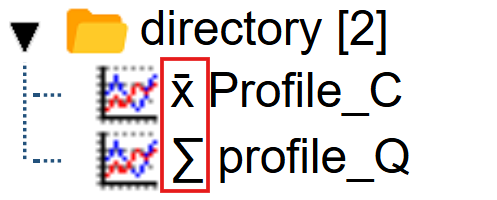 directory [2]
x̄ Profile_C
∑ profile_Q